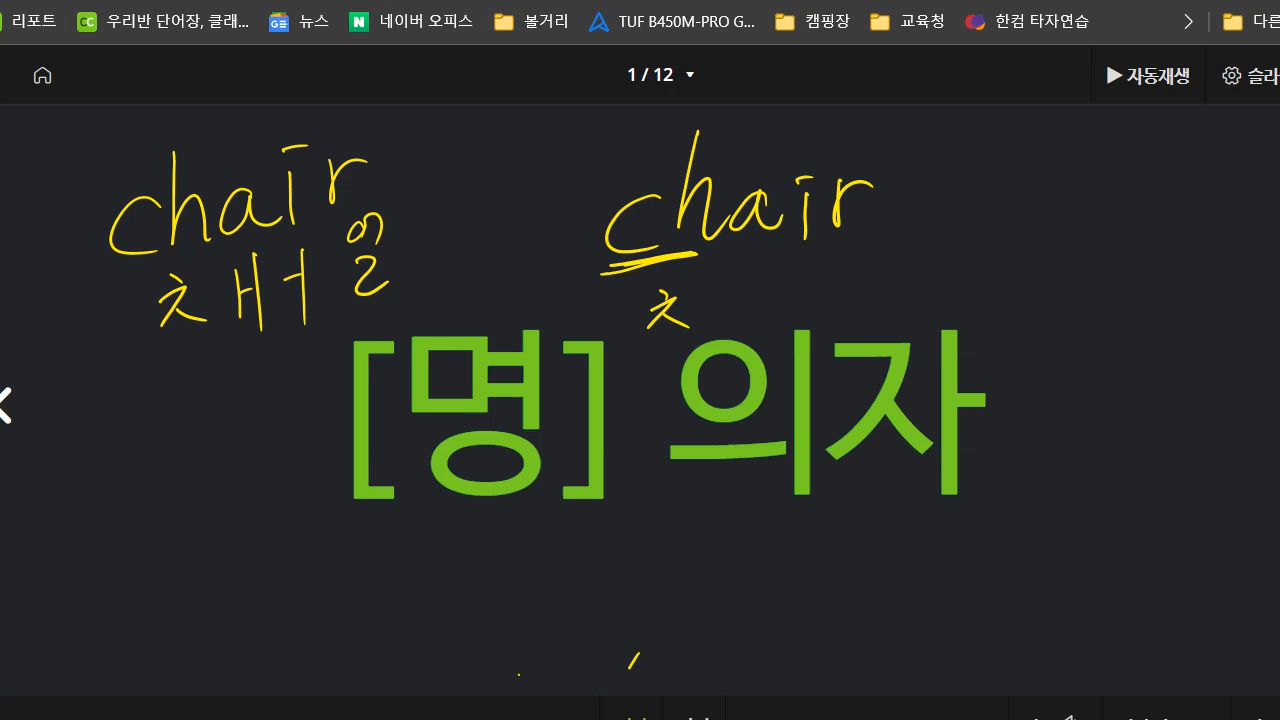 리포트 우리반 단어장, 클래... 뉴스 네이버 오피스 볼거리 TUF B450M-PRO G... 캠핑장 교육청 한컴 타자연습 다른
1 / 12 자동재생 슬라
chair chair
ㅊ ㅐ ㅓ 얼 ㅊ
[명] 의자